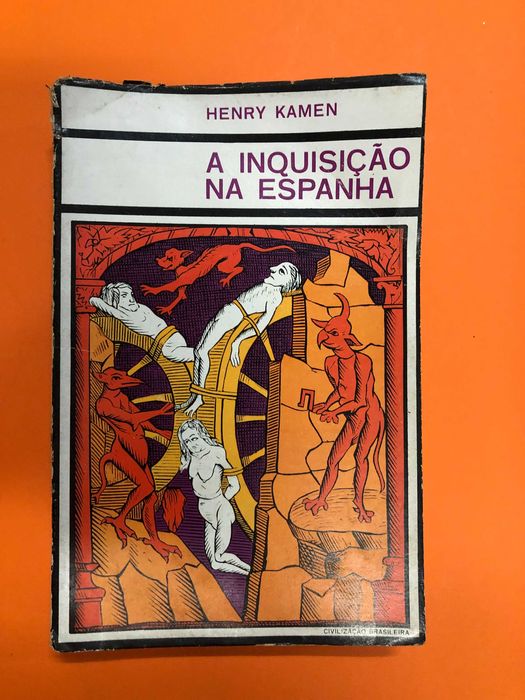 HENRY KAMEN
A INQUISIÇÃO
NA ESPANHA
CIVILIZAÇÃO BRASILEIRA